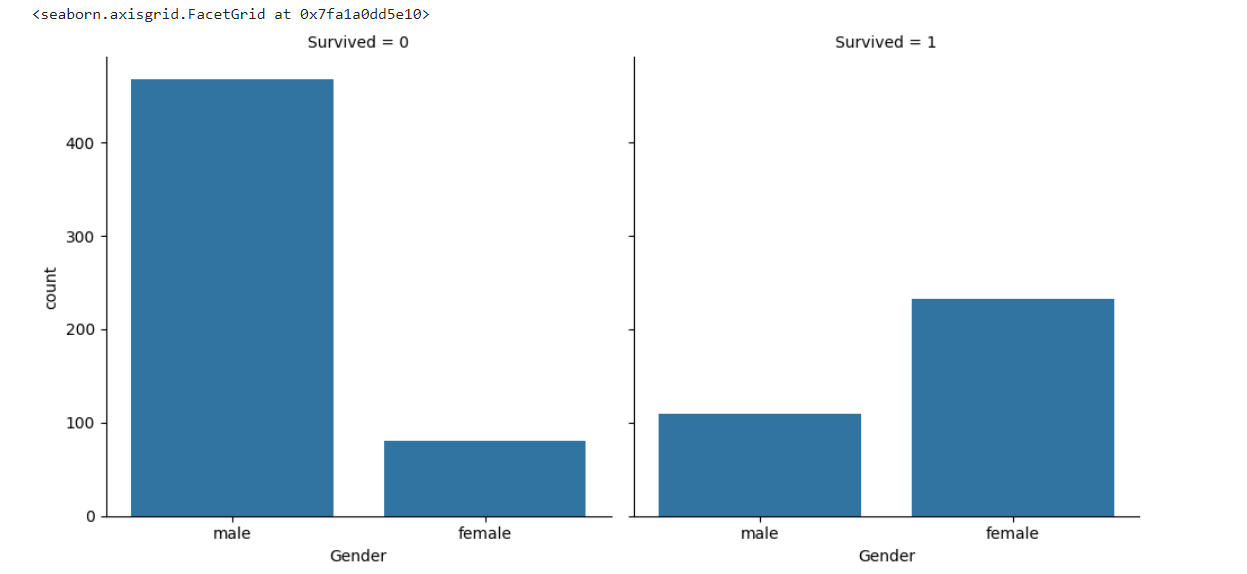 <seaborn.axisgrid.FacetGrid at 0x7fa1a0dd5e10>
Survived = 0
Survived = 1
400
300
200
100
0
count
male
female
male
female
Gender
Gender